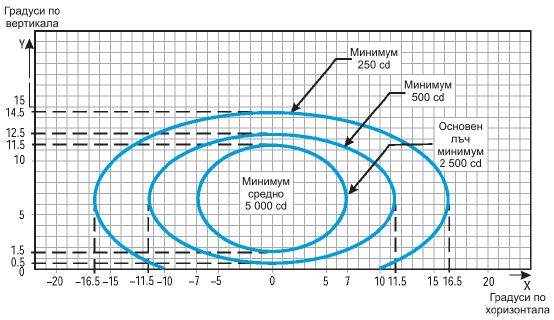 Градуси по
вертикала
Y
Минимум
250 cd
Минимум
500 cd
Основен
лъч
минимум
2 500 cd
Минимум
средно
5 000 cd
15
14.5
12.5
11.5
10
5
1.5
0.5
0
−20 −16.5 −15 −11.5 −10 −7 −5 0 5 7 10 11.5 15 16.5 20 X
Градуси по
хоризонтала